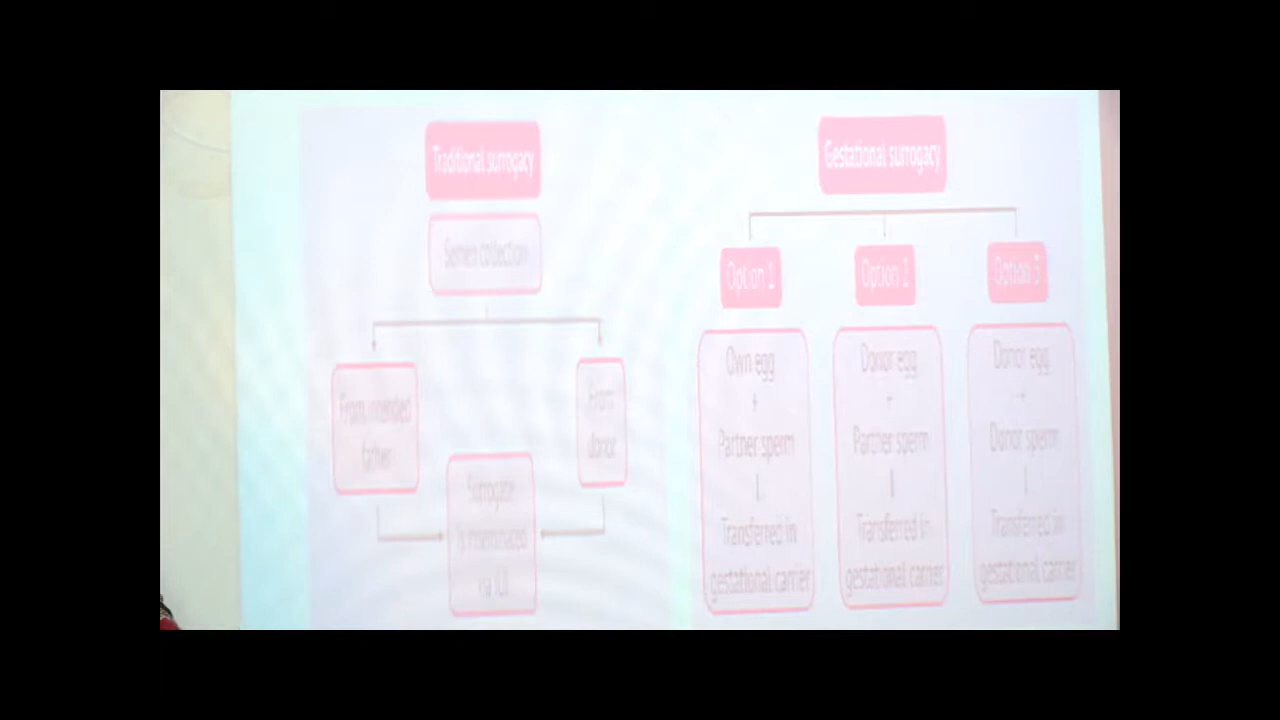 Traditional surrogacy
Semen collection
From intended
father
From
donor
Surrogate
via IUI
Gestational surrogacy
Option 1
Option 2
Option 3
Own egg
+
Partner sperm
Transferred in
gestational carrier
Donor egg
+
Partner sperm
Transferred in
gestational carrier
Donor egg
+
Donor sperm
Transferred in
gestational carrier